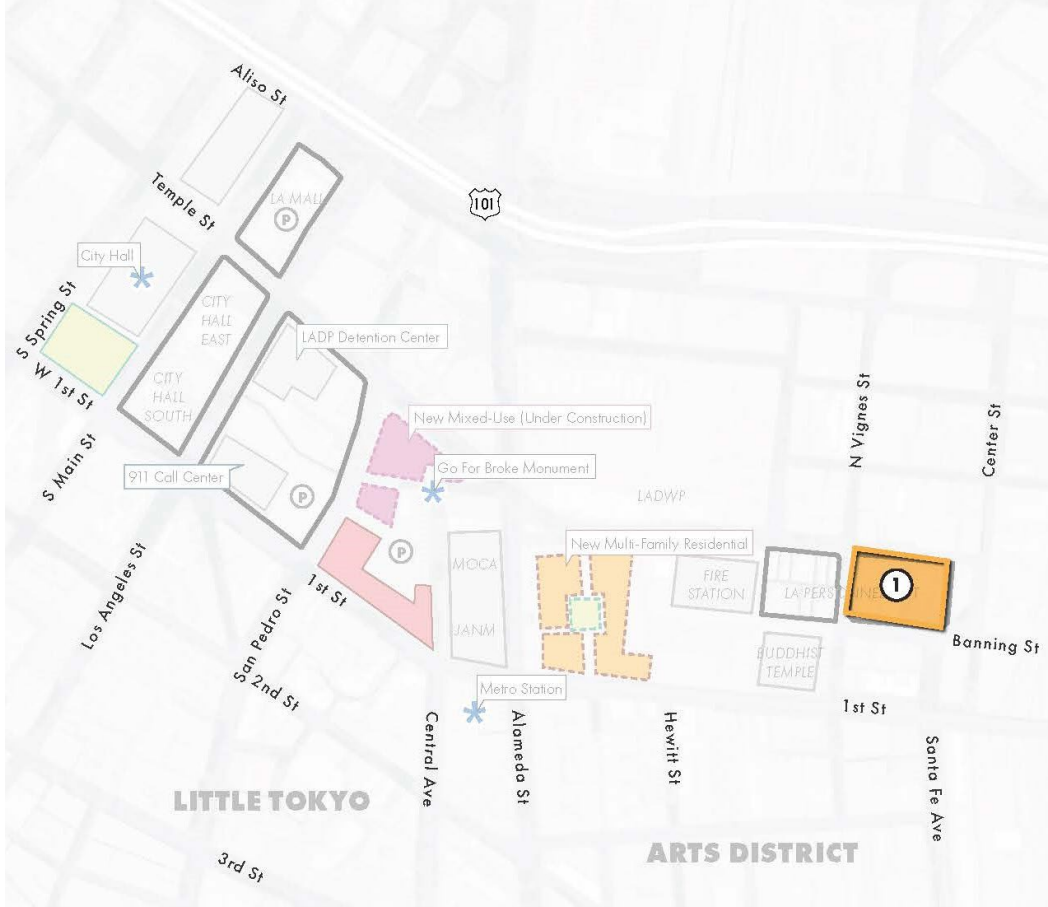 Aliso St
Temple St
LA MALL
P
101
City Hall
S Spring St
CITY
HALL
EAST
LADP Detention Center
W 1st St
CITY
HALL
SOUTH
S Main St
911 Call Center
P
New Mixed-Use (Under Construction)
Go For Broke Monument
N Vignes St
Center St
LADWP
Los Angeles St
San Pedro St
1st St
P
MOCA
JANM
New Multi-Family Residential
FIRE
STATION
LA PERS
1
Banning St
BUDDHIST
TEMPLE
S 2nd St
Metro Station
1st St
Central Ave
Alameda St
Hewitt St
Santa Fe Ave
LITTLE TOKYO
ARTS DISTRICT
3rd St